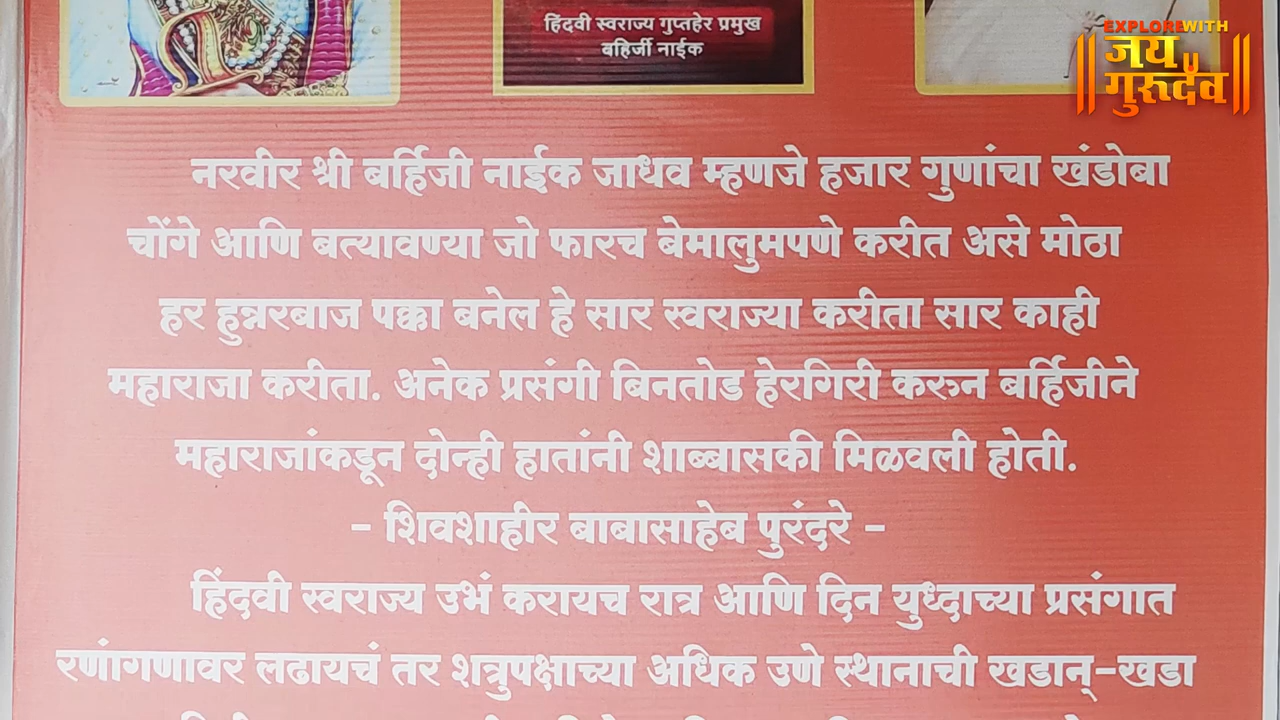 हिंदवी स्वराज्य गुप्तहेर प्रमुख
बहिर्जी नाईक
EXPLORE WITH
जय गुरुदेव
नरवीर श्री बर्हिजी नाईक जाधव म्हणजे हजार गुणांचा खंडोबा
चोंगे आणि बत्यावण्या जो फारच बेमालुमपणे करीत असे मोठा
हर हुन्नरबाज पक्का बनेल हे सार स्वराज्या करीता सार काही
महाराजा करीता. अनेक प्रसंगी बिनतोड हेरगिरी करुन बर्हिजीने
महाराजांकडून दोन्ही हातांनी शाब्बासकी मिळवली होती.
- शिवशाहीर बाबासाहेब पुरंदरे -
हिंदवी स्वराज्य उभं करायच रात्र आणि दिन युध्दाच्या प्रसंगात
रणांगणावर लढायचं तर शत्रुपक्षाच्या अधिक उणे स्थानाची खडान्-खडा